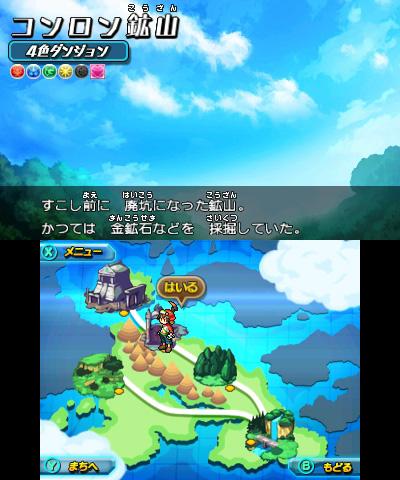 コンロン鉱山
4色ダンジョン
すこし前に 廃坑になった鉱山。
かつては 金鉱石などを 採掘していた。
X メニュー
はいる
Y まちへ
B もどる